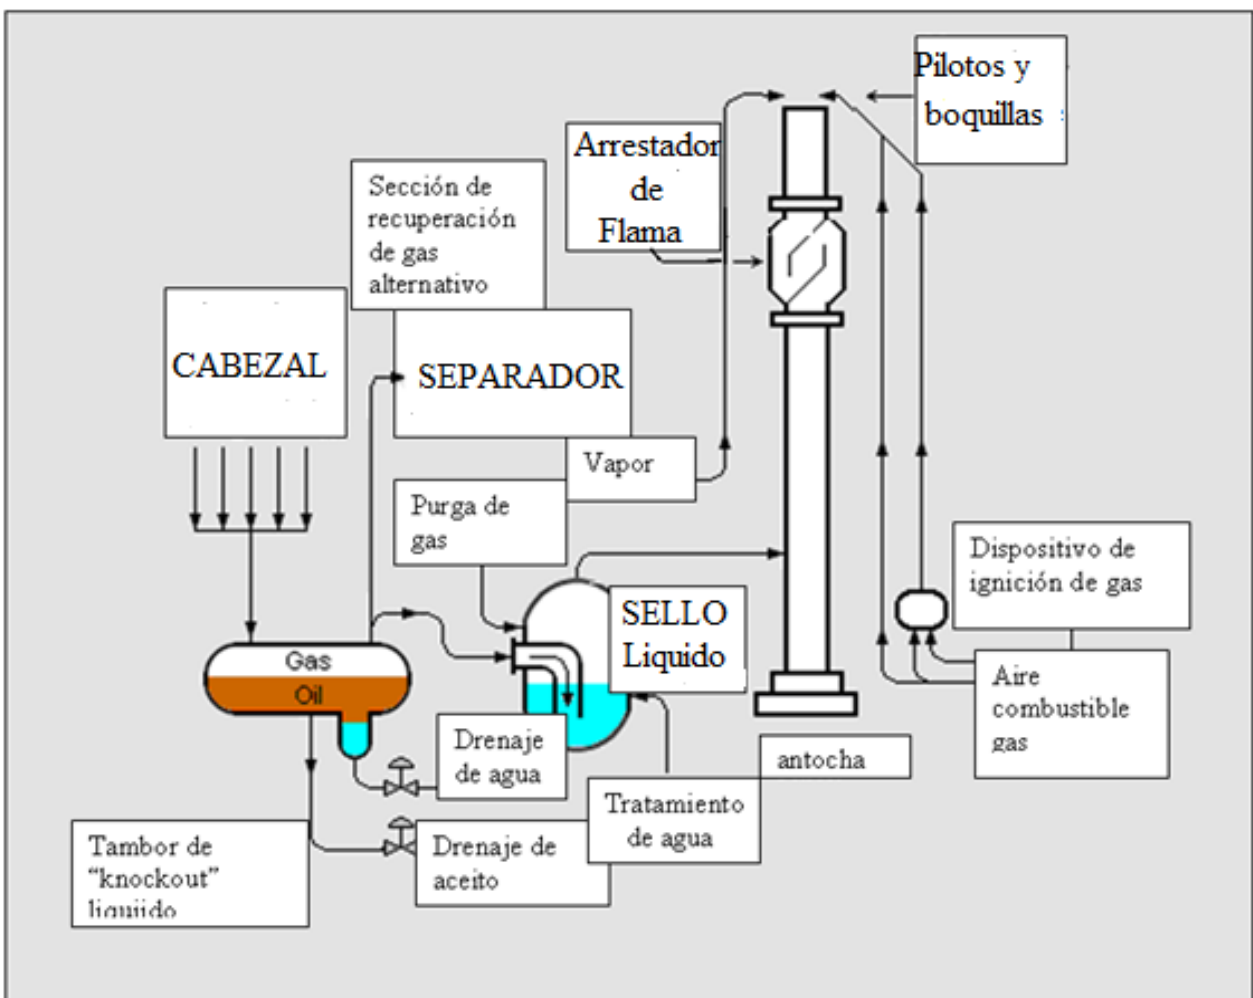 Pilotos y
boquillas
Arrestador
de
Flama
Sección de
recuperación
de gas
alternativo
CABEZAL
SEPARADOR
Vapor
Purga de
gas
Dispositivo de
ignición de gas
SELLO
Liquido
Gas
Oil
Aire
combustible
gas
Drenaje
de agua
antocha
Tratamiento
de agua
Tambor de
“knockout”
liquiido
Drenaje de
aceito